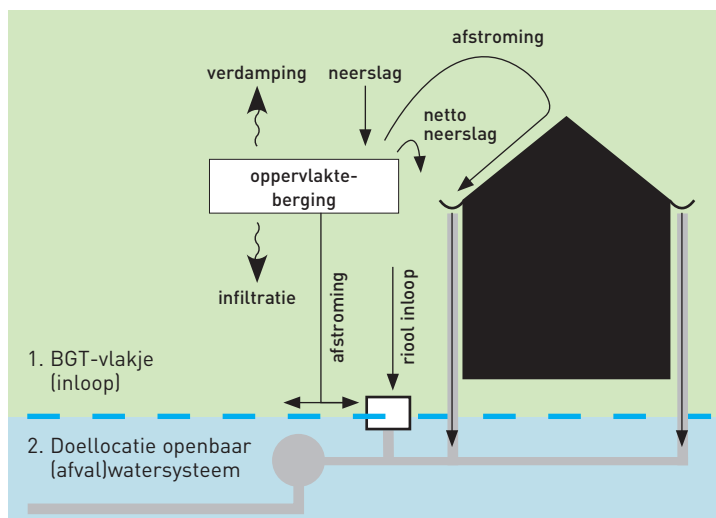 afstroming
verdamping
neerslag
netto
neerslag
oppervlakte-
berging
infiltratie
afstroming
riool inloop
1. BGT-vlakje
(inloop)
2. Doellocatie openbaar
(afval)watersysteem